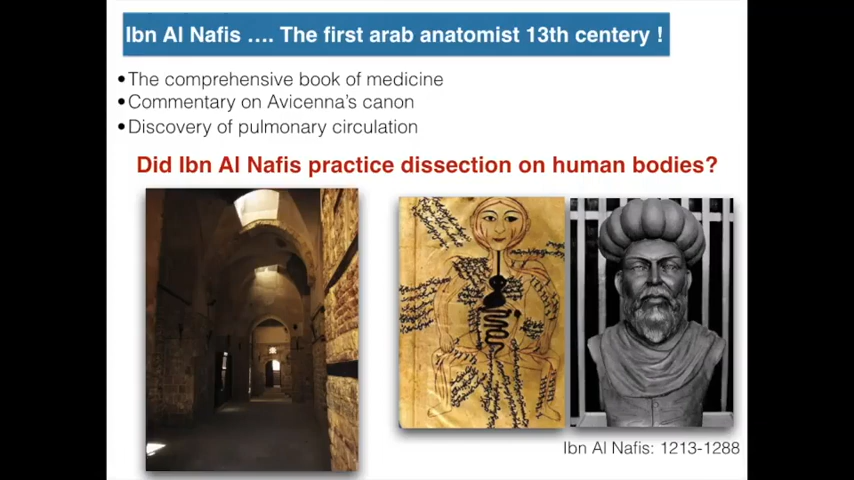 Ibn Al Nafis .... The first arab anatomist 13th centery !
•The comprehensive book of medicine
•Commentary on Avicenna's canon
•Discovery of pulmonary circulation
Did Ibn Al Nafis practice dissection on human bodies?
Ibn Al Nafis: 1213-1288